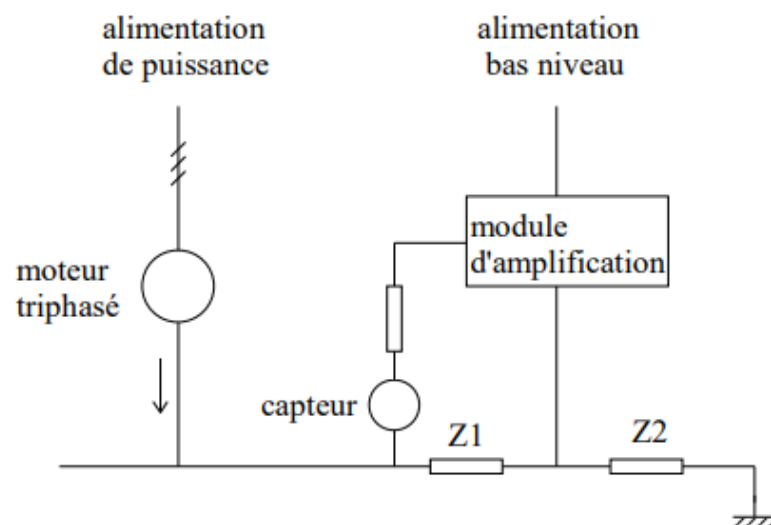 alimentation
de puissance
alimentation
bas niveau
module
d'amplification
moteur
triphasé
capteur
Z1
Z2